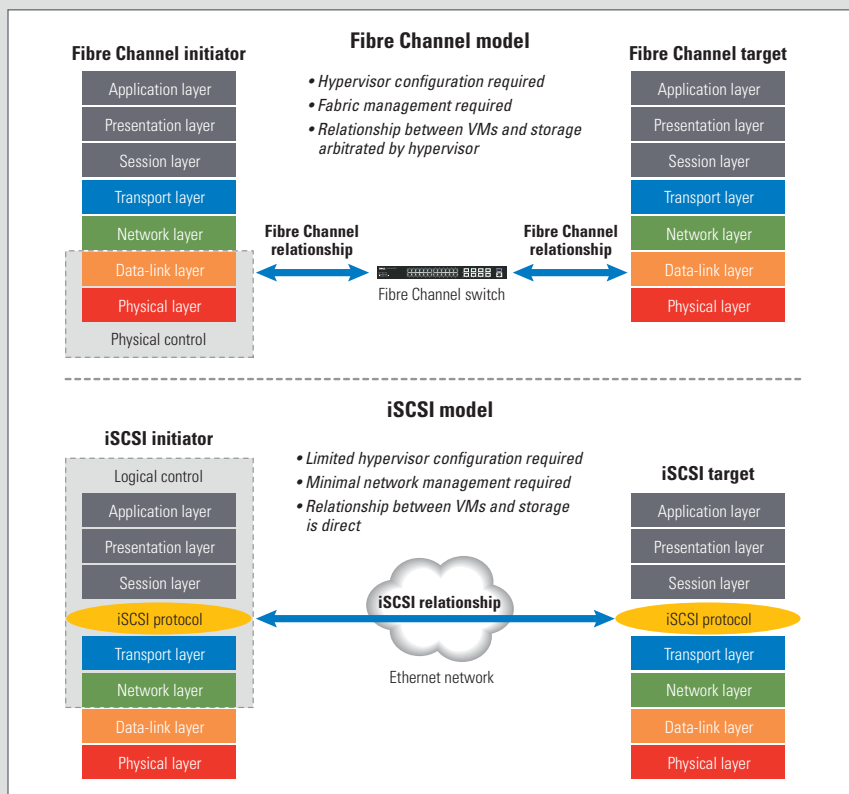 Fibre Channel model
Fibre Channel initiator
Fibre Channel target
Application layer
Presentation layer
Session layer
Transport layer
Network layer
Data-link layer
Physical layer
Physical control
• Hypervisor configuration required
• Fabric management required
• Relationship between VMs and storage
arbitrated by hypervisor
Fibre Channel
relationship
Fibre Channel switch
Fibre Channel
relationship
Application layer
Presentation layer
Session layer
Transport layer
Network layer
Data-link layer
Physical layer
iSCSI model
iSCSI initiator
Logical control
Application layer
Presentation layer
Session layer
iSCSI protocol
Transport layer
Network layer
Data-link layer
Physical layer
• Limited hypervisor configuration required
• Minimal network management required
• Relationship between VMs and storage
is direct
iSCSI relationship
Ethernet network
iSCSI target
Application layer
Presentation layer
Session layer
iSCSI protocol
Transport layer
Network layer
Data-link layer
Physical layer